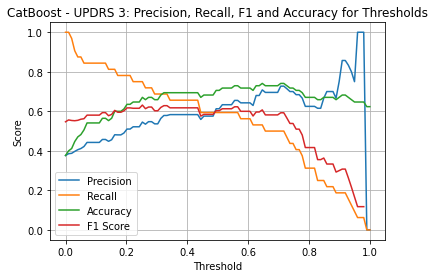 CatBoost - UPDRS 3: Precision, Recall, F1 and Accuracy for Thresholds
1.0
0.8
0.6
0.4
0.2
0.0
Score
Precision
Recall
Accuracy
F1 Score
0.0 0.2 0.4 0.6 0.8 1.0
Threshold